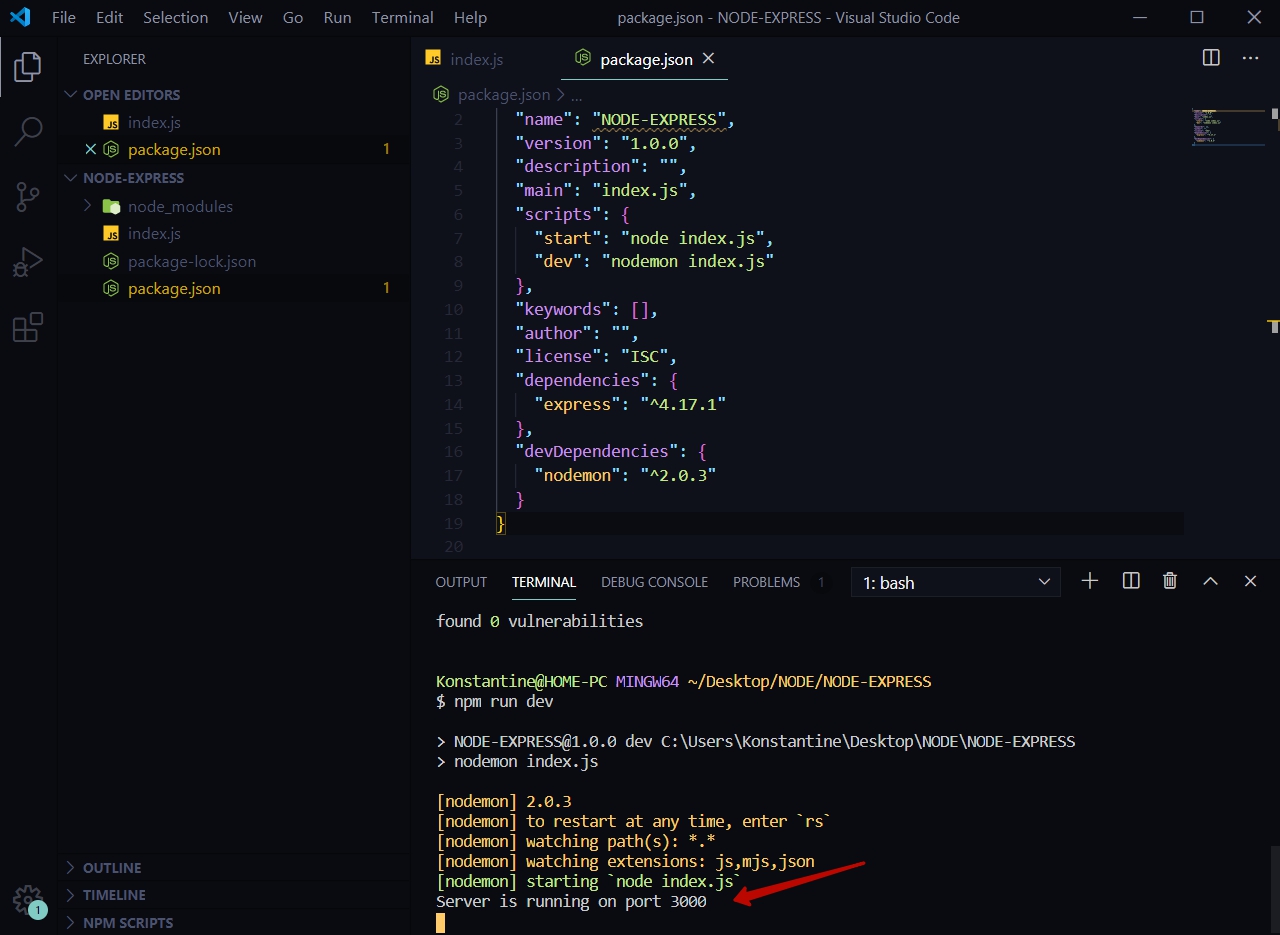 File Edit Selection View Go Run Terminal Help package.json - NODE-EXPRESS - Visual Studio Code
EXPLORER
OPEN EDITORS
JS index.js
package.json 1
NODE-EXPRESS
node_modules
JS index.js
package-lock.json
package.json 1
OUTLINE
TIMELINE
NPM SCRIPTS
1
JS index.js package.json
package.json > ...
2 "name": "NODE-EXPRESS",
3 "version": "1.0.0",
4 "description": "",
5 "main": "index.js",
6 "scripts": {
7 "start": "node index.js",
8 "dev": "nodemon index.js"
9 },
10 "keywords": [],
11 "author": "",
12 "license": "ISC",
13 "dependencies": {
14 "express": "^4.17.1"
15 },
16 "devDependencies": {
17 "nodemon": "^2.0.3"
18 }
19 }
20
OUTPUT TERMINAL DEBUG CONSOLE PROBLEMS 1 1: bash
found 0 vulnerabilities
Konstantine@HOME-PC MINGW64 ~/Desktop/NODE/NODE-EXPRESS
$ npm run dev
> NODE-EXPRESS@1.0.0 dev C:\Users\Konstantine\Desktop\NODE\NODE-EXPRESS
> nodemon index.js
[nodemon] 2.0.3
[nodemon] to restart at any time, enter `rs`
[nodemon] watching path(s): *.*
[nodemon] watching extensions: js,mjs,json
[nodemon] starting `node index.js`
Server is running on port 3000